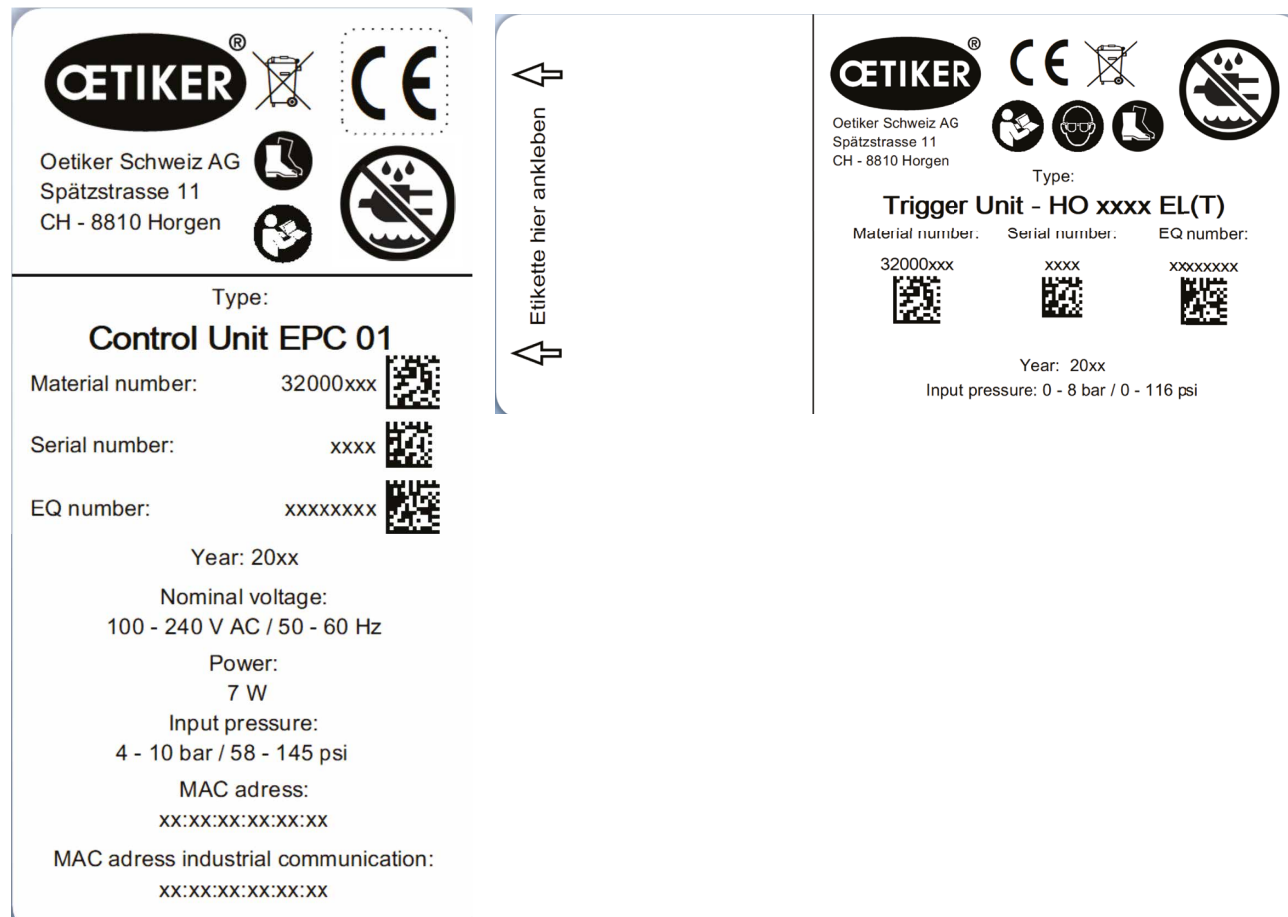 ŒTIKER®
CE
Oetiker Schweiz AG
Spätzstrasse 11
CH - 8810 Horgen
Type:
Control Unit EPC 01
Material number: 32000xxx
Serial number: xxxx
EQ number: xxxxxxxx
Year: 20xx
Nominal voltage:
100 - 240 V AC / 50 - 60 Hz
Power:
7 W
Input pressure:
4 - 10 bar / 58 - 145 psi
MAC adress:
xx:xx:xx:xx:xx:xx
MAC adress industrial communication:
xx:xx:xx:xx:xx:xx
Etikette hier ankleben
ŒTIKER®
CE
Oetiker Schweiz AG
Spätzstrasse 11
CH - 8810 Horgen
Type:
Trigger Unit - HO xxxx EL(T)
Material number: Serial number: EQ number:
32000xxx xxxx xxxxxxxx
Year: 20xx
Input pressure: 0 - 8 bar / 0 - 116 psi